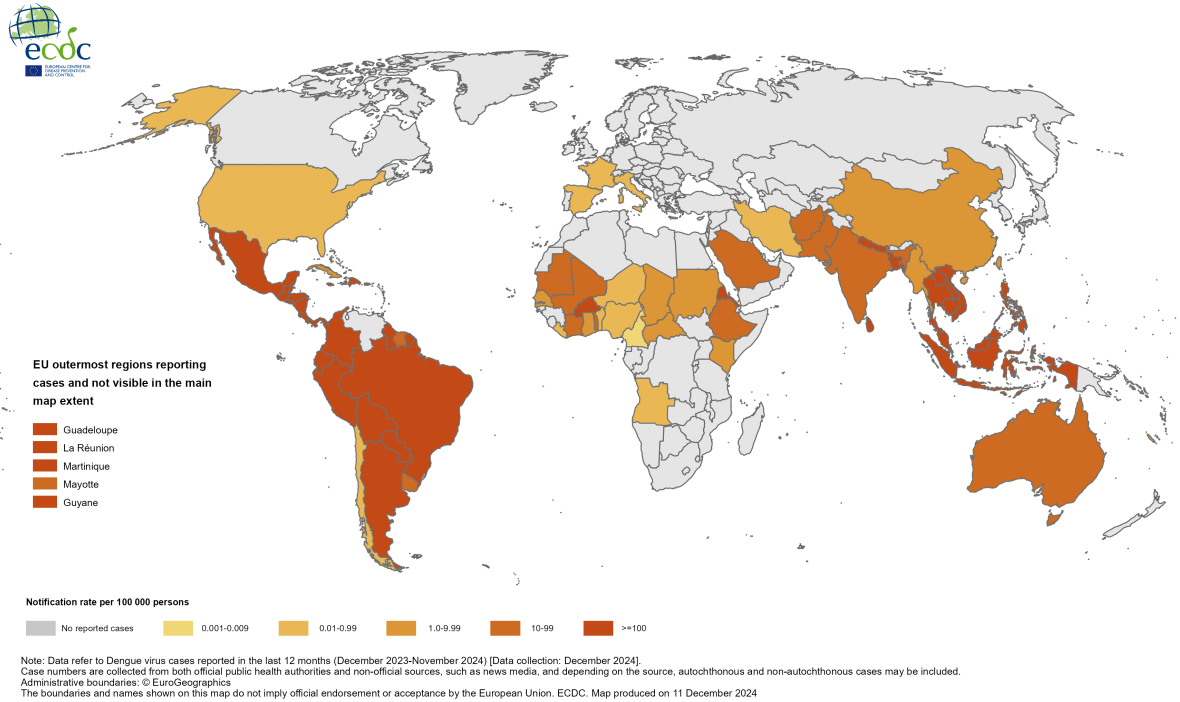 ecdc
EUROPEAN CENTRE FOR
DISEASE PREVENTION
AND CONTROL
EU outermost regions reporting
cases and not visible in the main
map extent
Guadeloupe
La Réunion
Martinique
Mayotte
Guyane
Notification rate per 100 000 persons
No reported cases
0.001-0.009
0.01-0.99
1.0-9.99
10-99
>=100
Note: Data refer to Dengue virus cases reported in the last 12 months (December 2023-November 2024) [Data collection: December 2024].
Case numbers are collected from both official public health authorities and non-official sources, such as news media, and depending on the source, autochthonous and non-autochthonous cases may be included.
Administrative boundaries: © EuroGeographics
The boundaries and names shown on this map do not imply official endorsement or acceptance by the European Union. ECDC. Map produced on 11 December 2024